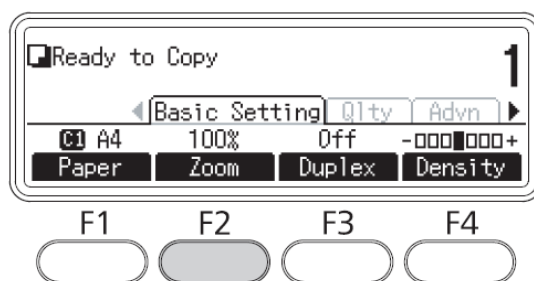 Ready to Copy 1
Basic Setting Qlty Advn
C1 A4 100% Off - +
Paper Zoom Duplex Density
F1 F2 F3 F4